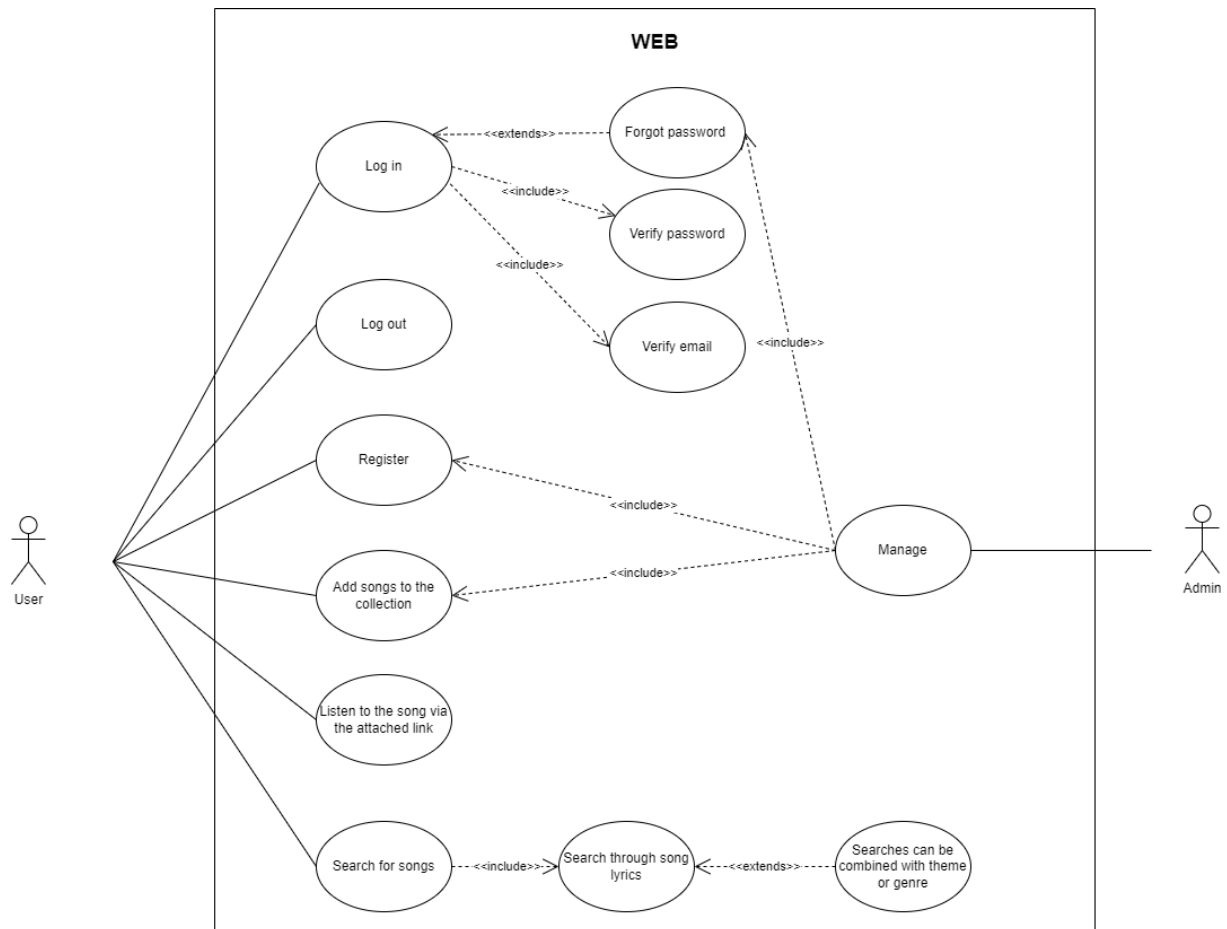 WEB
Forgot password
<<extends>>
Log in
<<include>>
Verify password
<<include>>
Log out
Verify email
<<include>>
Register
<<include>>
Manage
<<include>>
Add songs to the
collection
User
Admin
Listen to the song via
the attached link
Search for songs
<<include>>
Search through song
lyrics
<<extends>>
Searches can be
combined with theme
or genre